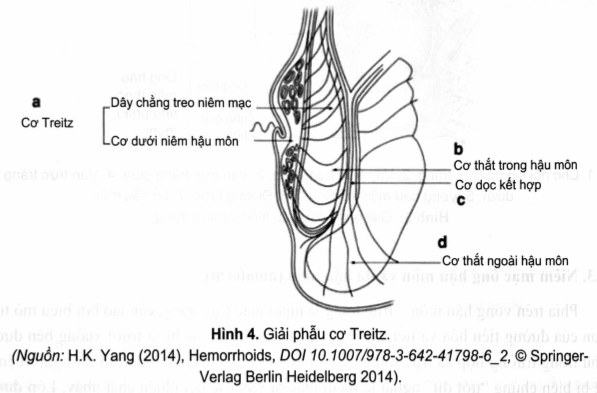 a
Cơ Treitz
Dây chằng treo niêm mạc
Cơ dưới niêm hậu môn
b
Cơ thắt trong hậu môn
Cơ dọc kết hợp
c
d
Cơ thắt ngoài hậu môn
Hình 4. Giải phẫu cơ Treitz.
(Nguồn: H.K. Yang (2014), Hemorrhoids, DOI 10.1007/978-3-642-41798-6_2, © Springer-
Verlag Berlin Heidelberg 2014).